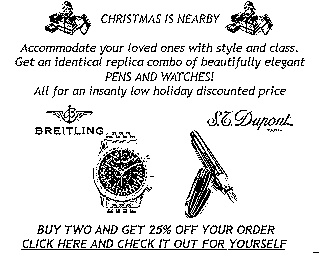 CHRISTMAS IS NEARBY
Accommodate your loved ones with style and class.
Get an identical replica combo of beautifully elegant
PENS AND WATCHES!
All for an insanly low holiday discounted price
BREITLING
S.T. Dupont
PARIS
BUY TWO AND GET 25% OFF YOUR ORDER
CLICK HERE AND CHECK IT OUT FOR YOURSELF